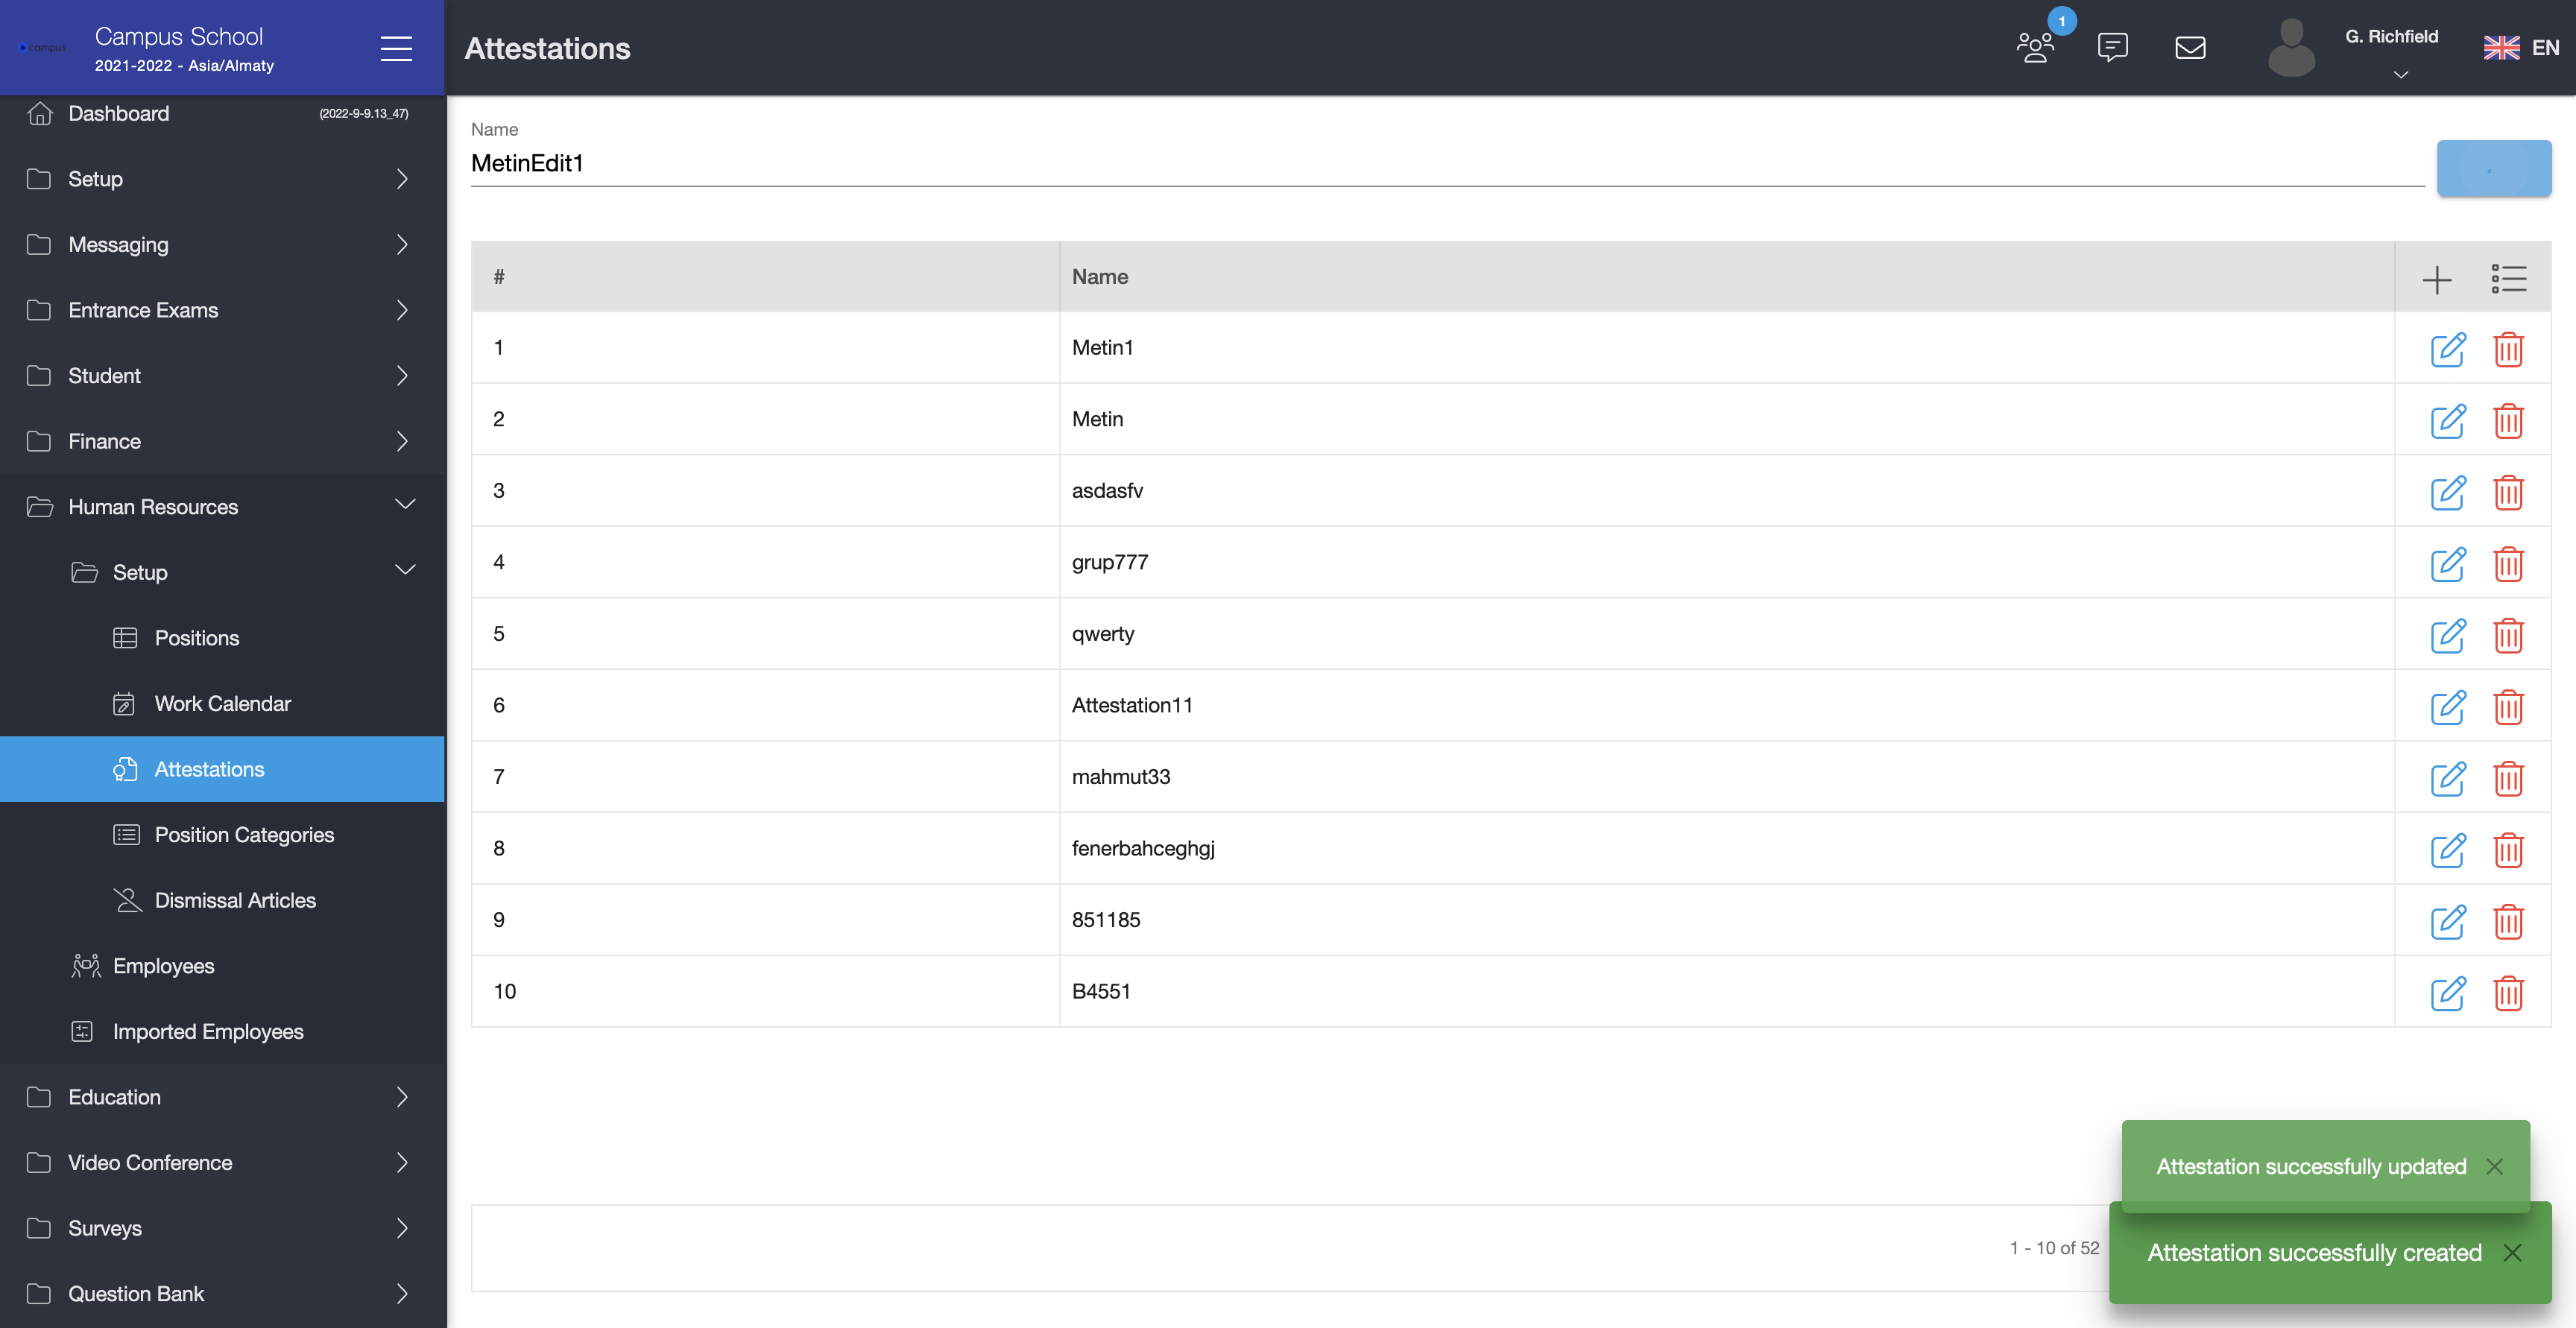 campus
Campus School
2021-2022 - Asia/Almaty
Attestations
1
G. Richfield
EN
Dashboard
(2022-9-9.13_47)
Setup
Messaging
Entrance Exams
Student
Finance
Human Resources
Setup
Positions
Work Calendar
Attestations
Position Categories
Dismissal Articles
Employees
Imported Employees
Education
Video Conference
Surveys
Question Bank
Name
MetinEdit1
# Name
1 Metin1
2 Metin
3 asdasfv
4 grup777
5 qwerty
6 Attestation11
7 mahmut33
8 fenerbahceghgj
9 851185
10 B4551
1 - 10 of 52
Attestation successfully updated
Attestation successfully created